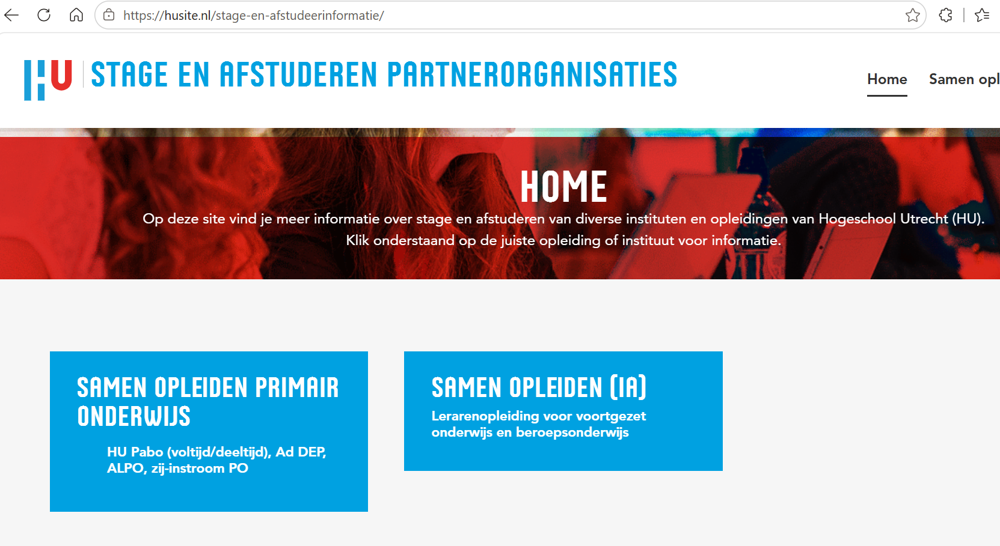 https://husite.nl/stage-en-afstudeerinformatie/
HU
STAGE EN AFSTUDEREN PARTNERORGANISATIES
Home
Samen opl
HOME
Op deze site vind je meer informatie over stage en afstuderen van diverse instituten en opleidingen van Hogeschool Utrecht (HU).
Klik onderstaand op de juiste opleiding of instituut voor informatie.
SAMEN OPLEIDEN PRIMAIR
ONDERWIJS
HU Pabo (voltijd/deeltijd), Ad DEP,
ALPO, zij-instroom PO
SAMEN OPLEIDEN (IA)
Lerarenopleiding voor voortgezet
onderwijs en beroepsonderwijs